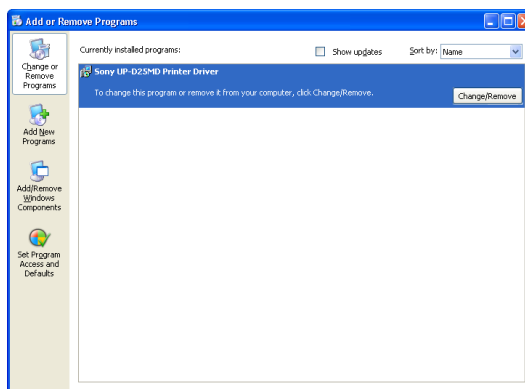 Add or Remove Programs
Change or
Remove
Programs
Add New
Programs
Add/Remove
Windows
Components
Set Program
Access and
Defaults
Currently installed programs:
Show updates
Sort by:
Name
Sony UP-D25MD Printer Driver
To change this program or remove it from your computer, click Change/Remove.
Change/Remove